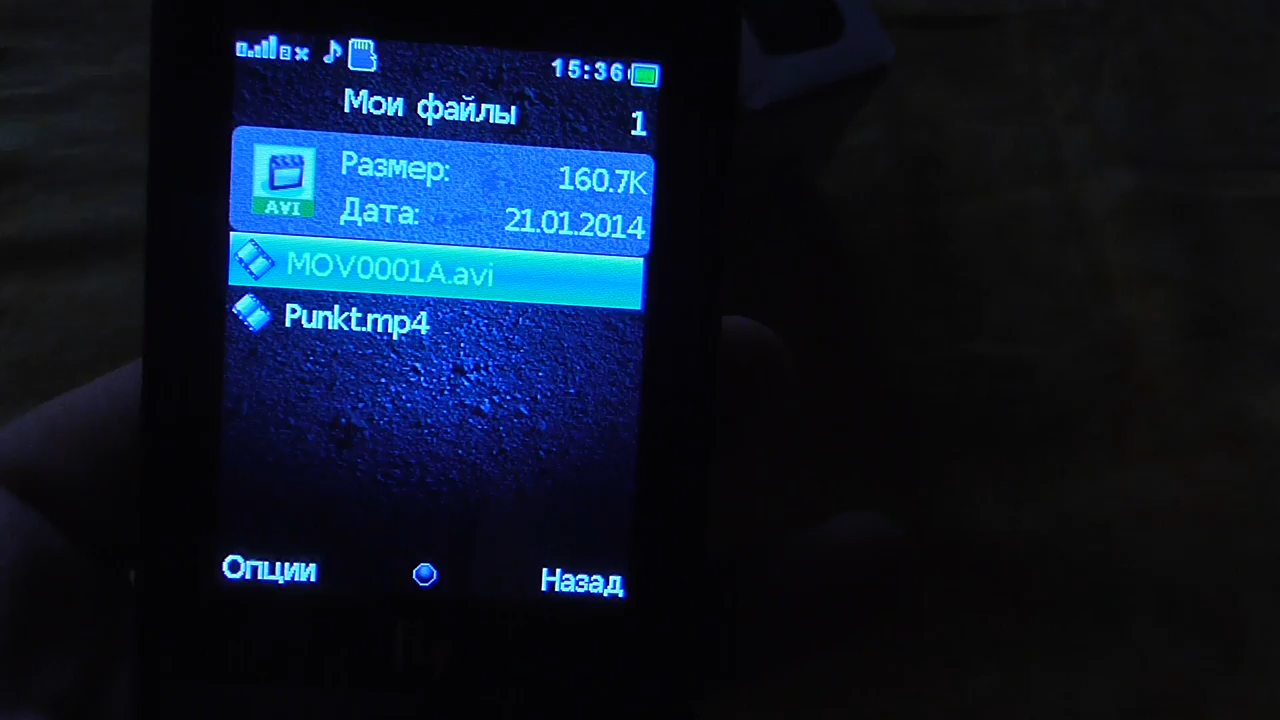 15:36
Мои файлы
1
Размер: 160.7K
AVI
Дата: 21.01.2014
MOV0001A.avi
Punkt.mp4
Опции Назад